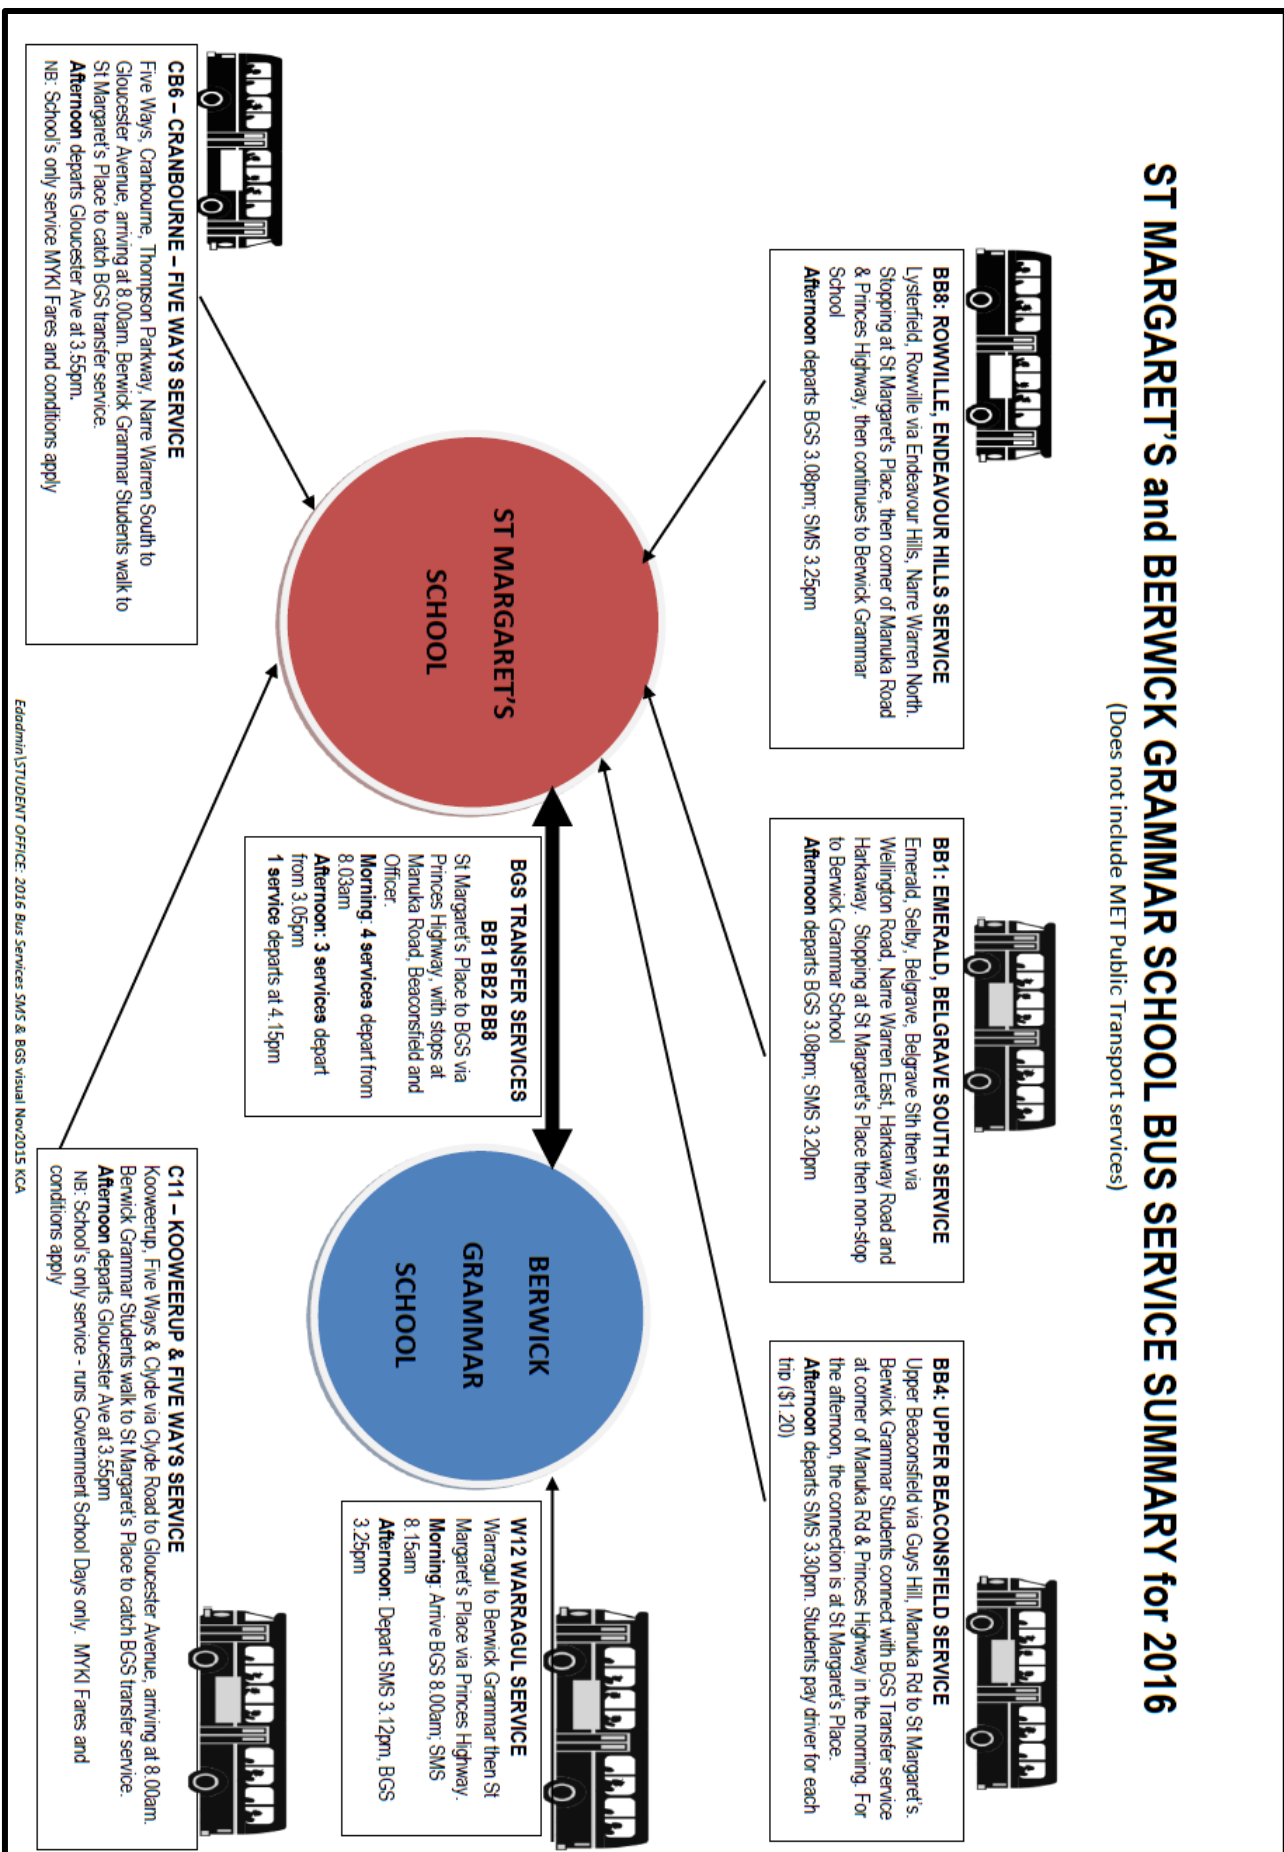 ST MARGARET'S and BERWICK GRAMMAR SCHOOL BUS SERVICE SUMMARY for 2016
(Does not include MET Public Transport services)
BB8: ROWVILLE, ENDEAVOUR HILLS SERVICE
Lysterfield, Rowville via Endeavour Hills, Narre Warren North.
Stopping at St Margaret's Place, then corner of Manuka Road
& Princes Highway, then continues to Berwick Grammar
School
Afternoon departs BGS 3.08pm; SMS 3.25pm
BB1: EMERALD, BELGRAVE SOUTH SERVICE
Emerald, Selby, Belgrave, Belgrave Sth then via
Wellington Road, Narre Warren East, Harkaway Road and
Harkaway.  Stopping at St Margaret's Place then non-stop
to Berwick Grammar School
Afternoon departs BGS 3.08pm; SMS 3.20pm
BB4: UPPER BEACONSFIELD SERVICE
Upper Beaconsfield via Guys Hill, Manuka Rd to St Margaret's.
Berwick Grammar Students connect with BGS Transfer service
at corner of Manuka Rd & Princes Highway in the morning. For
the afternoon, the connection is at St Margaret's Place.
Afternoon departs SMS 3.30pm. Students pay driver for each
trip ($1.20)
ST MARGARET'S
SCHOOL
BGS TRANSFER SERVICES
BB1 BB2 BB8
St Margaret's Place to BGS via
Princes Highway, with stops at
Manuka Road, Beaconsfield and
Officer.
Morning: 4 services depart from
8.03am
Afternoon: 3 services depart
from 3.05pm
1 service departs at 4.15pm
BERWICK
GRAMMAR
SCHOOL
W12 WARRAGUL SERVICE
Warragul to Berwick Grammar then St
Margaret's Place via Princes Highway.
Morning: Arrive BGS 8.00am; SMS
8.15am
Afternoon: Depart SMS 3.12pm, BGS
3.25pm
CB6 – CRANBOURNE – FIVE WAYS SERVICE
Five Ways, Cranbourne, Thompson Parkway, Narre Warren South to
Gloucester Avenue, arriving at 8.00am. Berwick Grammar Students walk to
St Margaret's Place to catch BGS transfer service.
Afternoon departs Gloucester Ave at 3.55pm.
NB: School's only service MYKI Fares and conditions apply
C11 – KOOWEERUP & FIVE WAYS SERVICE
Kooweerup, Five Ways & Clyde via Clyde Road to Gloucester Avenue, arriving at 8.00am.
Berwick Grammar Students walk to St Margaret's Place to catch BGS transfer service.
Afternoon departs Gloucester Ave at 3.55pm
NB: School's only service - runs Government School Days only.  MYKI Fares and
conditions apply
Edadmin\STUDENT OFFICE: 2016 Bus Services SMS & BGS visual Nov2015 KCA